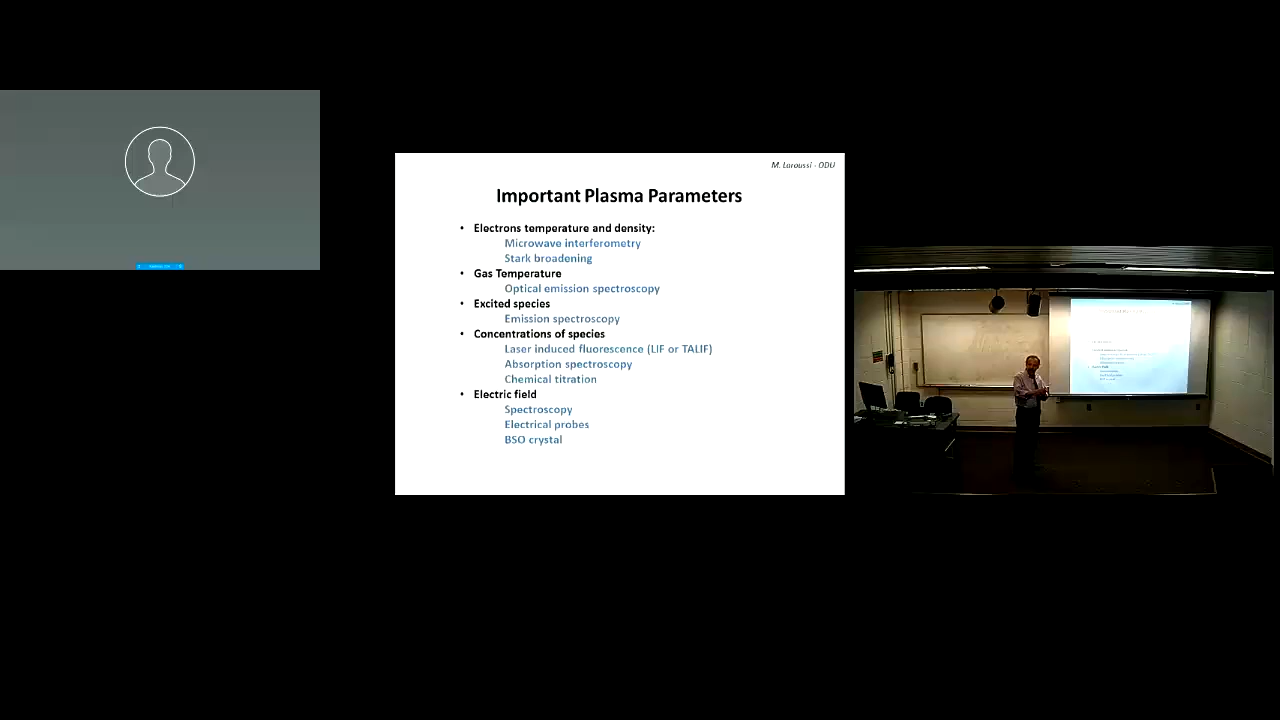 M. Laroussi - ODU
Important Plasma Parameters
• Electrons temperature and density:
Microwave interferometry
Stark broadening
• Gas Temperature
Optical emission spectroscopy
• Excited species
Emission spectroscopy
• Concentrations of species
Laser induced fluorescence (LIF or TALIF)
Absorption spectroscopy
Chemical titration
• Electric field
Spectroscopy
Electrical probes
BSO crystal